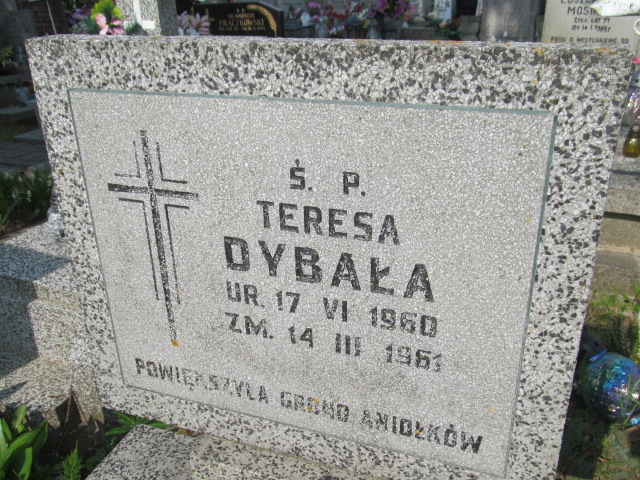 Ś. P.
TERESA
DYBAŁA
UR. 17 VI 1960
ZM. 14 III 1961
POWIĘKSZYŁA GRONO ANIOŁKÓW